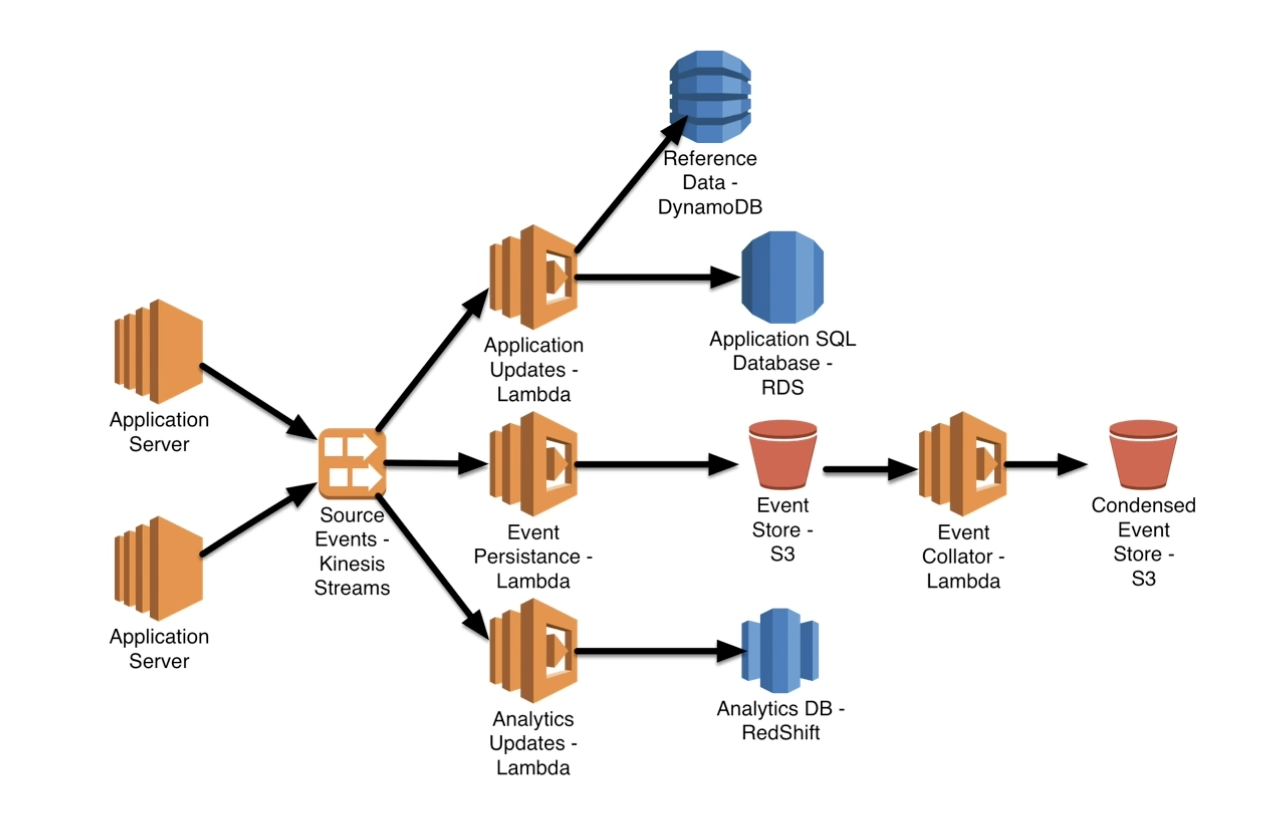 Reference
Data -
DynamoDB
Application SQL
Database -
RDS
Application
Updates -
Lambda
Application
Server
Source
Events -
Kinesis
Streams
Event
Persistance -
Lambda
Event
Store -
S3
Event
Collator -
Lambda
Condensed
Event
Store -
S3
Application
Server
Analytics
Updates -
Lambda
Analytics DB -
RedShift